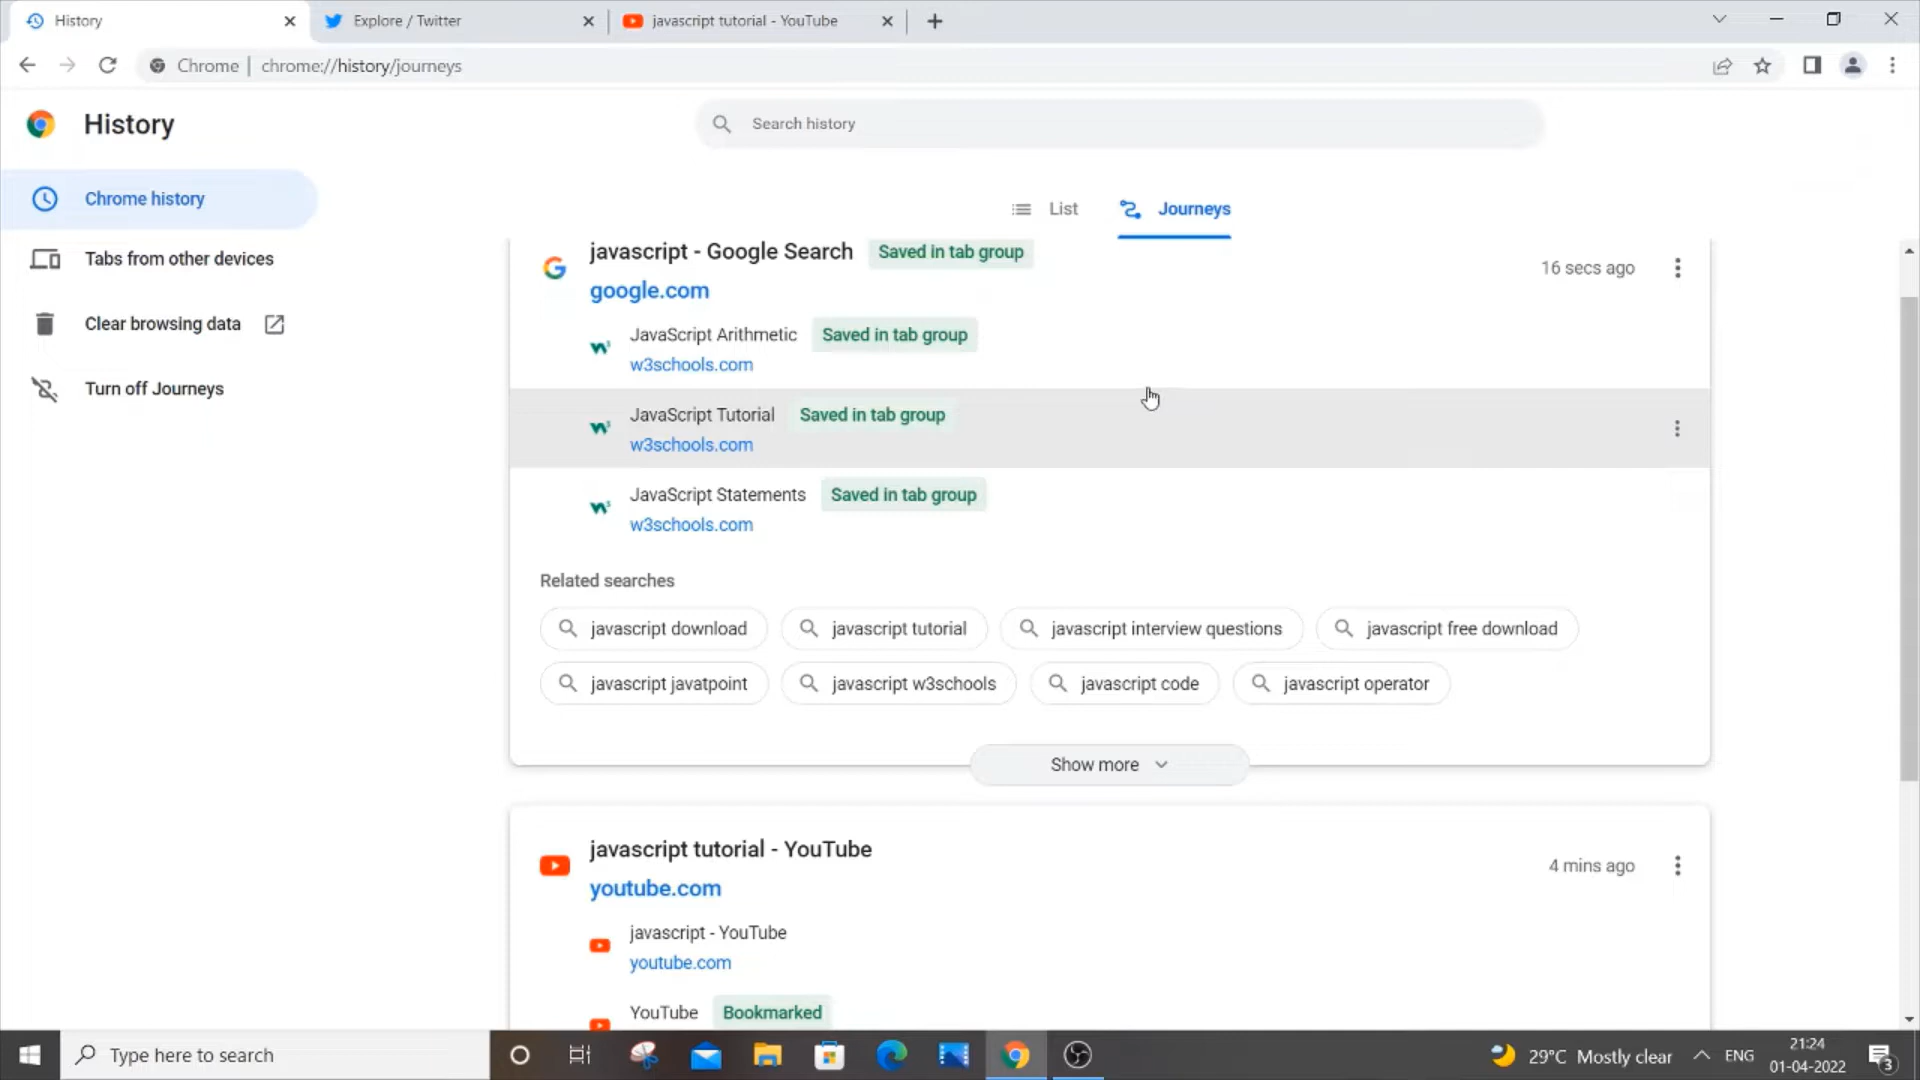 History
Explore / Twitter
javascript tutorial - YouTube
Chrome | chrome://history/journeys
History
Search history
Chrome history
Tabs from other devices
Clear browsing data
Turn off Journeys
List
Journeys
javascript - Google Search Saved in tab group
google.com
16 secs ago
JavaScript Arithmetic Saved in tab group
w3schools.com
JavaScript Tutorial Saved in tab group
w3schools.com
JavaScript Statements Saved in tab group
w3schools.com
Related searches
javascript download
javascript tutorial
javascript interview questions
javascript free download
javascript javatpoint
javascript w3schools
javascript code
javascript operator
Show more
javascript tutorial - YouTube
youtube.com
4 mins ago
javascript - YouTube
youtube.com
YouTube Bookmarked
Type here to search
29°C Mostly clear
ENG
21:24
01-04-2022
3